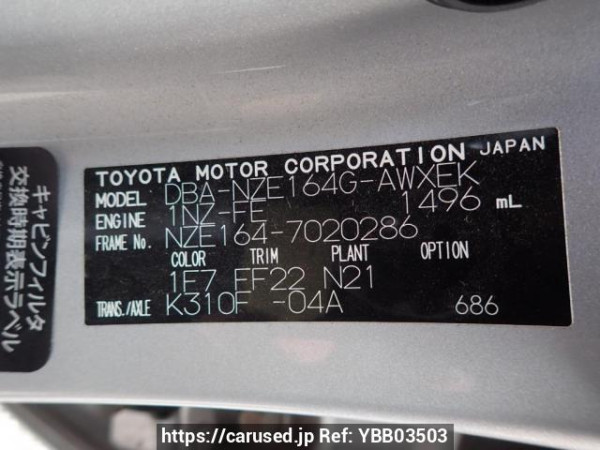 TOYOTA MOTOR CORPORATION JAPAN
MODEL DBA-NZE164G-AWXEK
ENGINE 1NZ-FE 1496 mL
FRAME No. NZE164-7020286
COLOR TRIM PLANT OPTION
1E7 EF22 N21
TRANS./AXLE K310F -04A 686
キャビンフィルタ
交換時期表示ラベル
https://carused.jp Ref: YBB03503